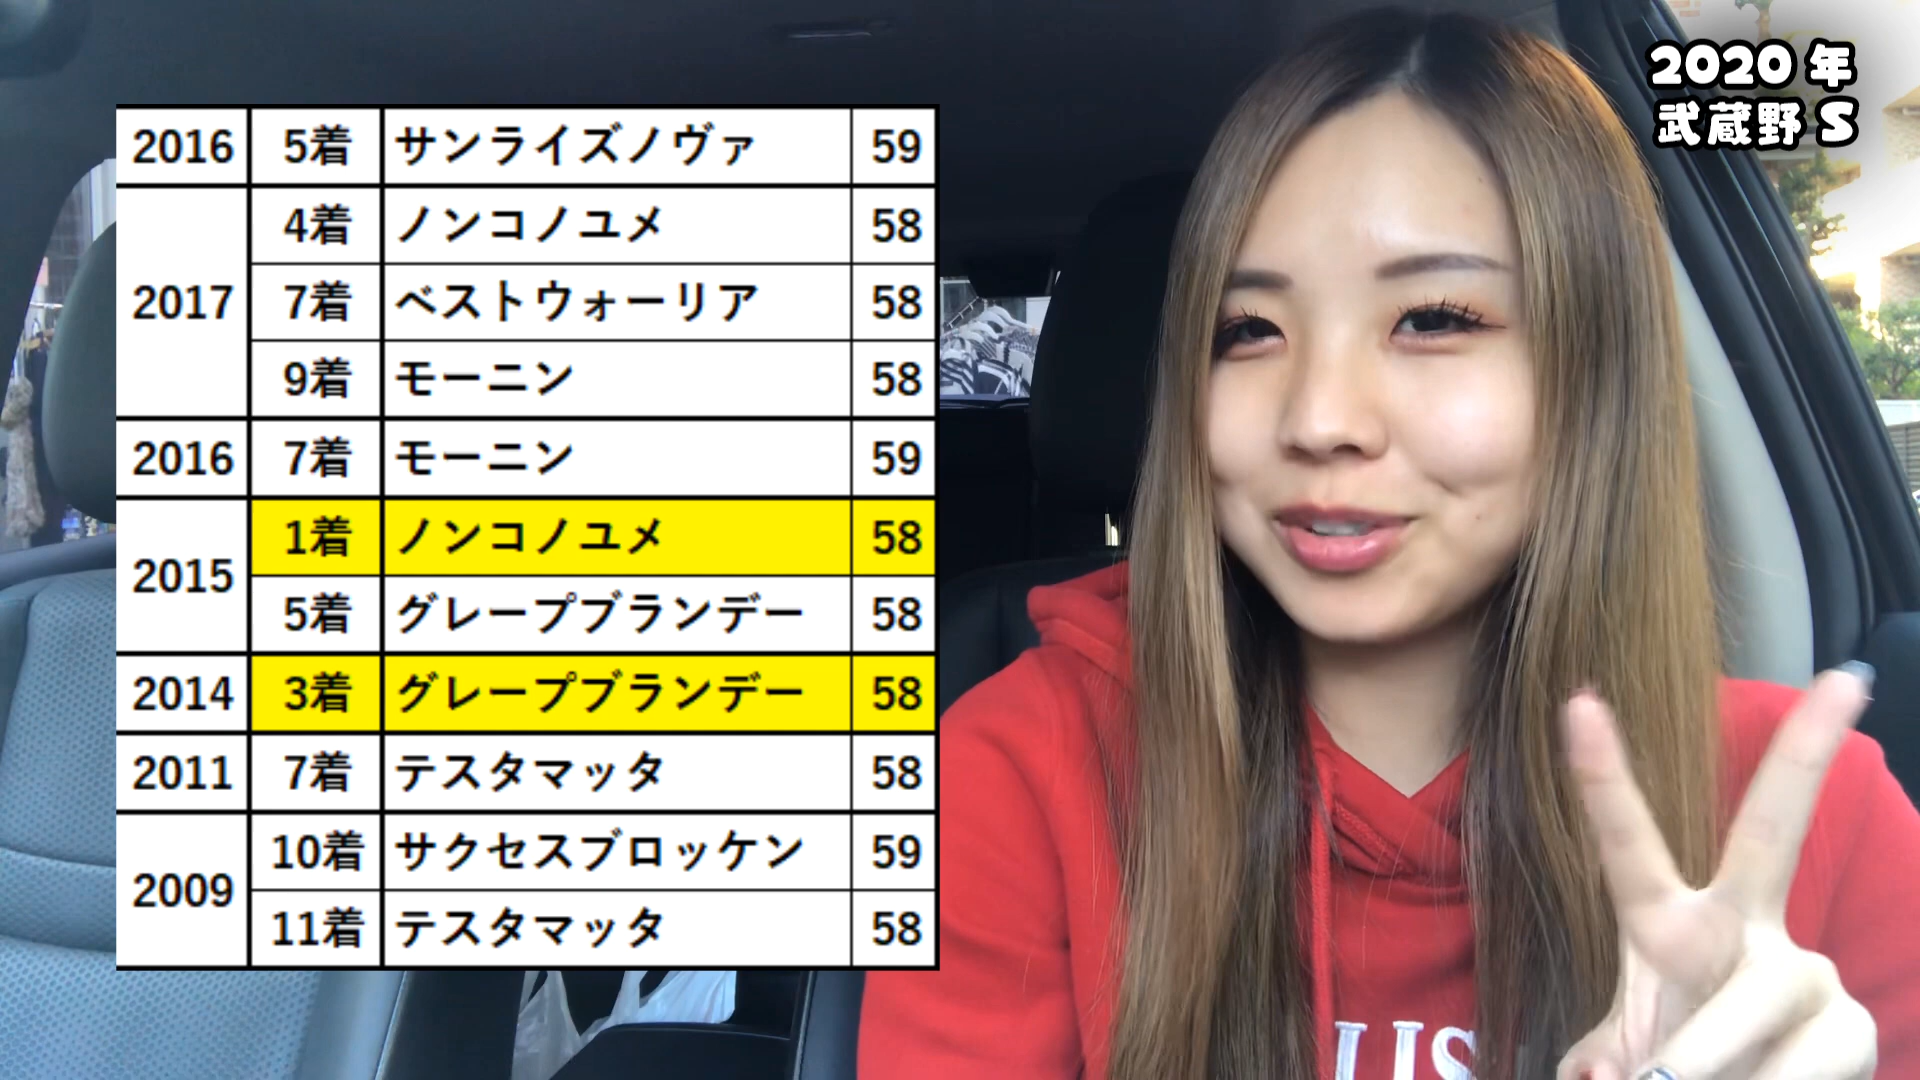 2020年
武蔵野S
2016 5着 サンライズノヴァ 59
2017 4着 ノンコノユメ 58
7着 ベストウォーリア 58
9着 モーニン 58
2016 7着 モーニン 59
2015 1着 ノンコノユメ 58
5着 グレープブランデー 58
2014 3着 グレープブランデー 58
2011 7着 テスタマッタ 58
2009 10着 サクセスブロッケン 59
11着 テスタマッタ 58
US